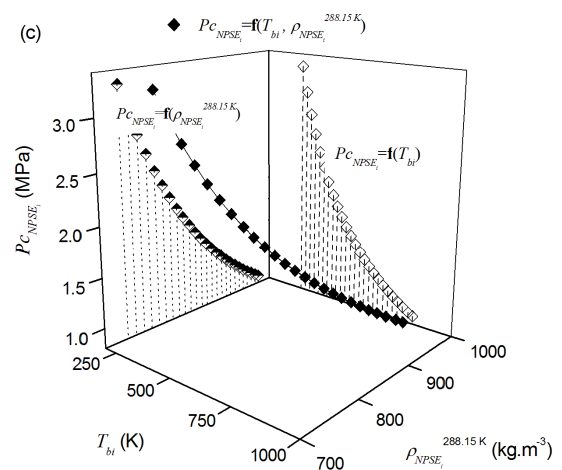 (c)
Pc_NPSE_i=f(T_bi, ρ_NPSE_i^288.15 K)
Pc_NPSE_i=f(ρ_NPSE_i^288.15 K)
Pc_NPSE_i=f(T_bi)
3.0
2.5
2.0
1.5
1.0
Pc_NPSE_i (MPa)
250
500
750
1000
T_bi (K)
700
800
900
1000
ρ_NPSE_i^288.15 K (kg.m-3)